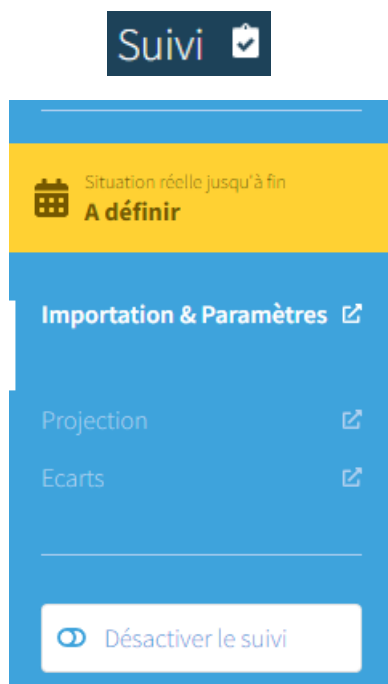 Suivi
Situation réelle jusqu'à fin
A définir
Importation & Paramètres
Projection
Ecarts
Désactiver le suivi